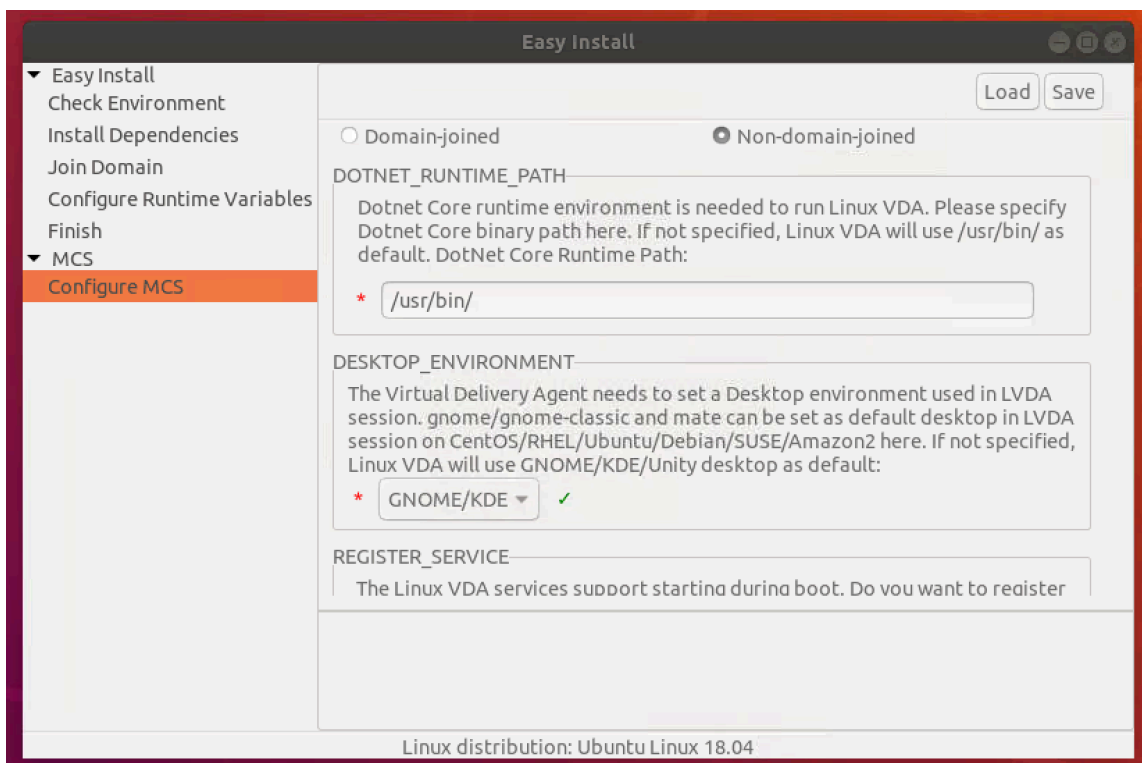 Easy Install
Easy Install
Check Environment
Install Dependencies
Join Domain
Configure Runtime Variables
Finish
MCS
Configure MCS
Load Save
Domain-joined Non-domain-joined
DOTNET_RUNTIME_PATH
Dotnet Core runtime environment is needed to run Linux VDA. Please specify
Dotnet Core binary path here. If not specified, Linux VDA will use /usr/bin/ as
default. DotNet Core Runtime Path:
* /usr/bin/
DESKTOP_ENVIRONMENT
The Virtual Delivery Agent needs to set a Desktop environment used in LVDA
session. gnome/gnome-classic and mate can be set as default desktop in LVDA
session on CentOS/RHEL/Ubuntu/Debian/SUSE/Amazon2 here. If not specified,
Linux VDA will use GNOME/KDE/Unity desktop as default:
* GNOME/KDE ✓
REGISTER_SERVICE
The Linux VDA services support starting during boot. Do you want to register
Linux distribution: Ubuntu Linux 18.04